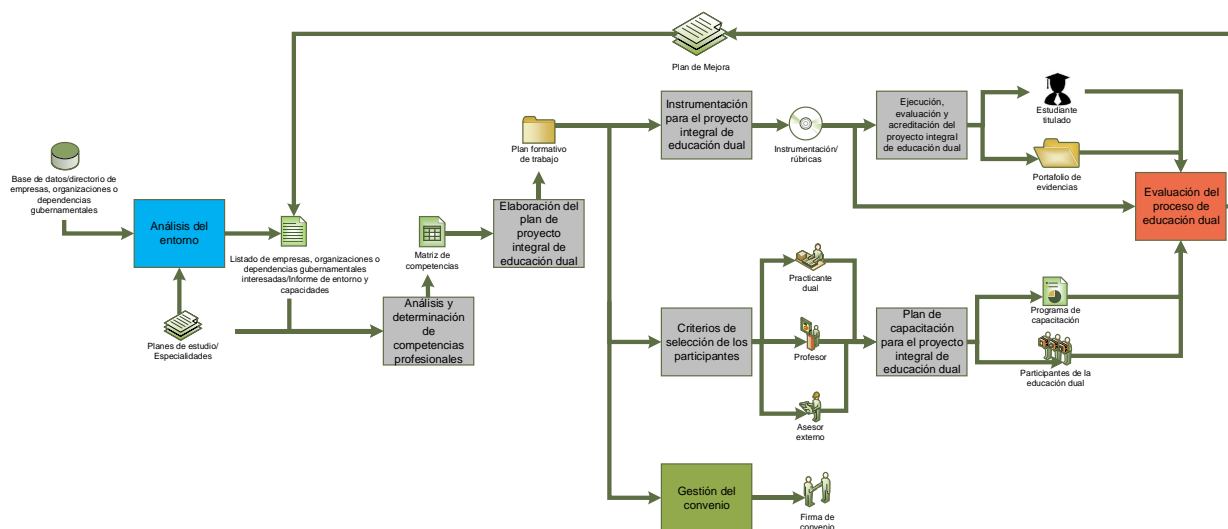 Plan de Mejora
Base de datos/directorio de
empresas, organizaciones o
dependencias
gubernamentales
Análisis del
entorno
Listado de empresas, organizaciones o
dependencias gubernamentales
interesadas/Informe de entorno y
capacidades
Planes de estudio/
Especialidades
Análisis y
determinación de
competencias
profesionales
Matriz de
competencias
Elaboración del
plan de
proyecto
integral de
educación dual
Plan formativo
de trabajo
Instrumentación
para el proyecto
integral de
educación dual
Instrumentación/
rúbricas
Ejecución,
evaluación y
acreditación del
proyecto integral
de educación dual
Estudiante
titulado
Portafolio de
evidencias
Evaluación del
proceso de
educación dual
Criterios de
selección de los
participantes
Practicante
dual
Profesor
Asesor
externo
Plan de
capacitación
para el proyecto
integral de
educación dual
Programa de
capacitación
Participantes de la
educación dual
Gestión del
convenio
Firma de
convenio